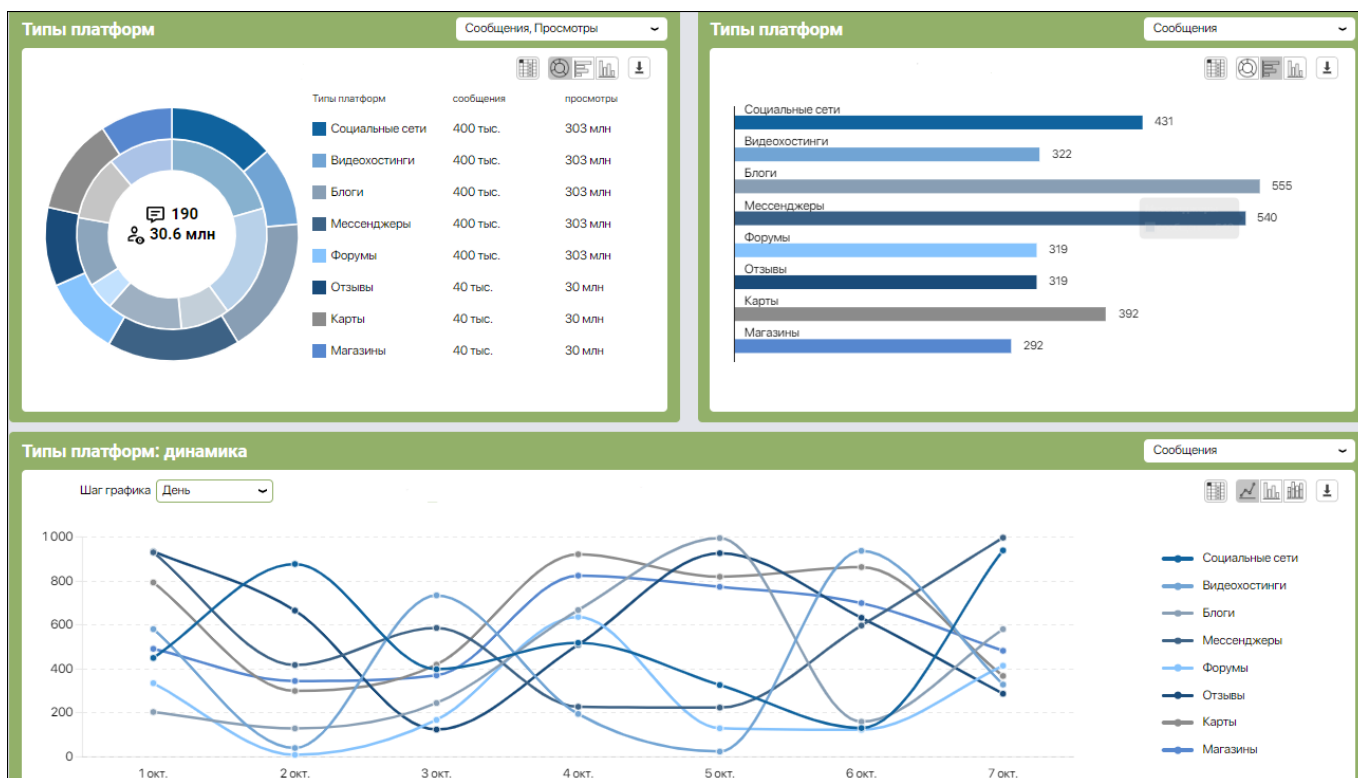 Типы платформ
Сообщения, Просмотры
Типы платформ сообщения просмотры
Социальные сети 400 тыс. 303 млн
Видеохостинги 400 тыс. 303 млн
Блоги 400 тыс. 303 млн
Мессенджеры 400 тыс. 303 млн
Форумы 400 тыс. 303 млн
Отзывы 40 тыс. 30 млн
Карты 40 тыс. 30 млн
Магазины 40 тыс. 30 млн
190
30.6 млн
Типы платформ
Сообщения
Социальные сети
431
Видеохостинги
322
Блоги
555
Мессенджеры
540
Форумы
319
Отзывы
319
Карты
392
Магазины
292
Типы платформ: динамика
Сообщения
Шаг графика День
1000
800
600
400
200
0
1 окт. 2 окт. 3 окт. 4 окт. 5 окт. 6 окт. 7 окт.
Социальные сети
Видеохостинги
Блоги
Мессенджеры
Форумы
Отзывы
Карты
Магазины